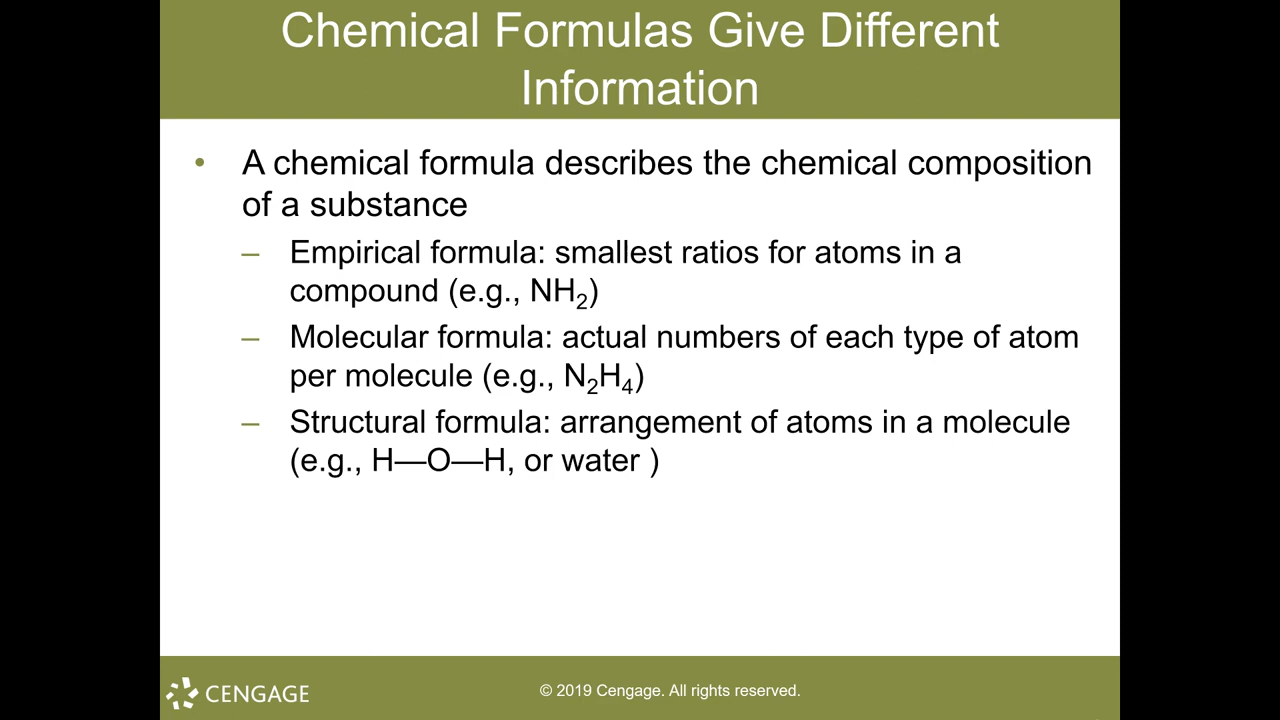 Chemical Formulas Give Different
Information
• A chemical formula describes the chemical composition
of a substance
– Empirical formula: smallest ratios for atoms in a
compound (e.g., NH₂)
– Molecular formula: actual numbers of each type of atom
per molecule (e.g., N₂H₄)
– Structural formula: arrangement of atoms in a molecule
(e.g., H—O—H, or water )
CENGAGE
© 2019 Cengage. All rights reserved.